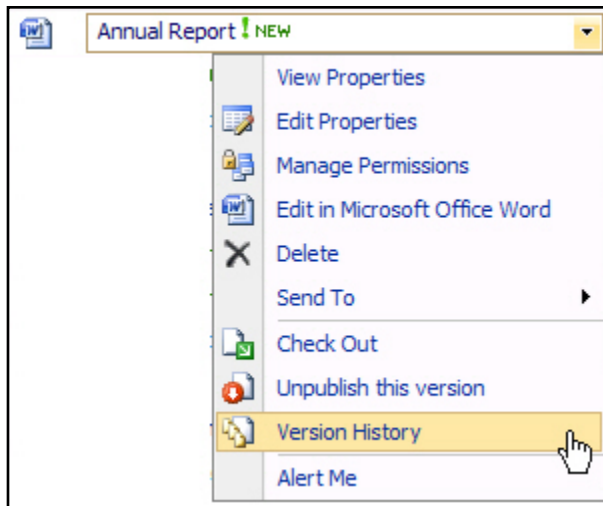 Annual Report ! NEW
View Properties
Edit Properties
Manage Permissions
Edit in Microsoft Office Word
Delete
Send To
Check Out
Unpublish this version
Version History
Alert Me